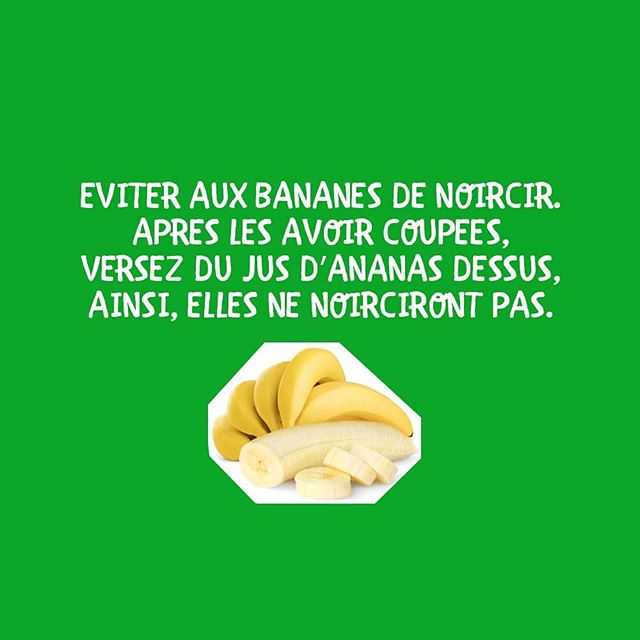 EVITER AUX BANANES DE NOIRCIR.
APRES LES AVOIR COUPEES,
VERSEZ DU JUS D'ANANAS DESSUS,
AINSI, ELLES NE NOIRCIRONT PAS.